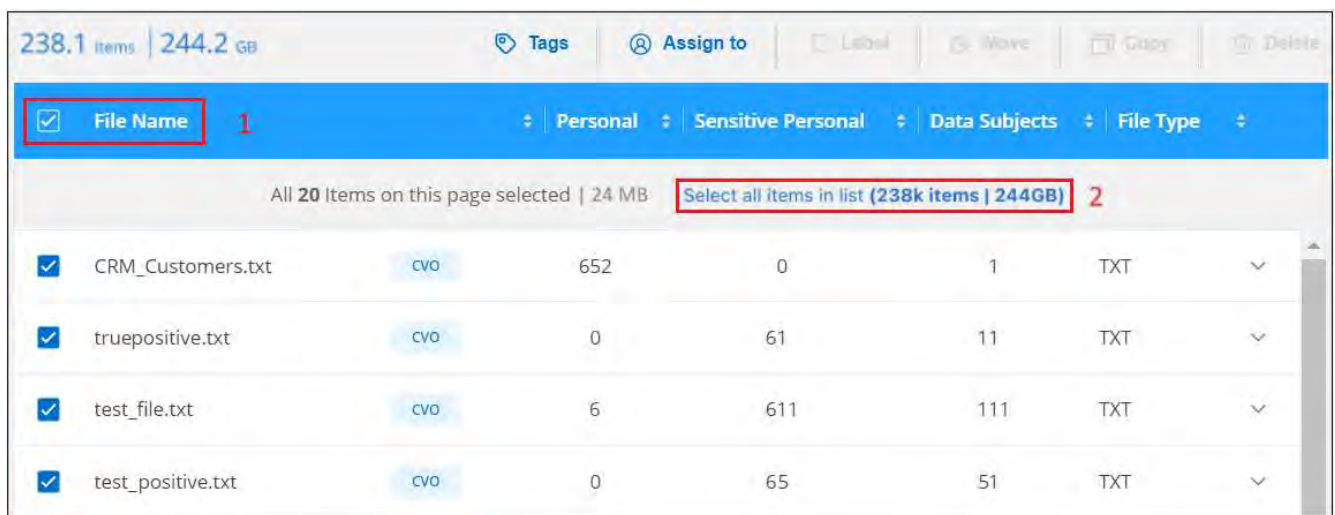 238.1 items | 244.2 GB Tags Assign to Label Move Copy Delete
File Name 1 Personal Sensitive Personal Data Subjects File Type
All 20 Items on this page selected | 24 MB Select all items in list (238k items | 244GB) 2
CRM_Customers.txt CVO 652 0 1 TXT
truepositive.txt CVO 0 61 11 TXT
test_file.txt CVO 6 611 111 TXT
test_positive.txt CVO 0 65 51 TXT